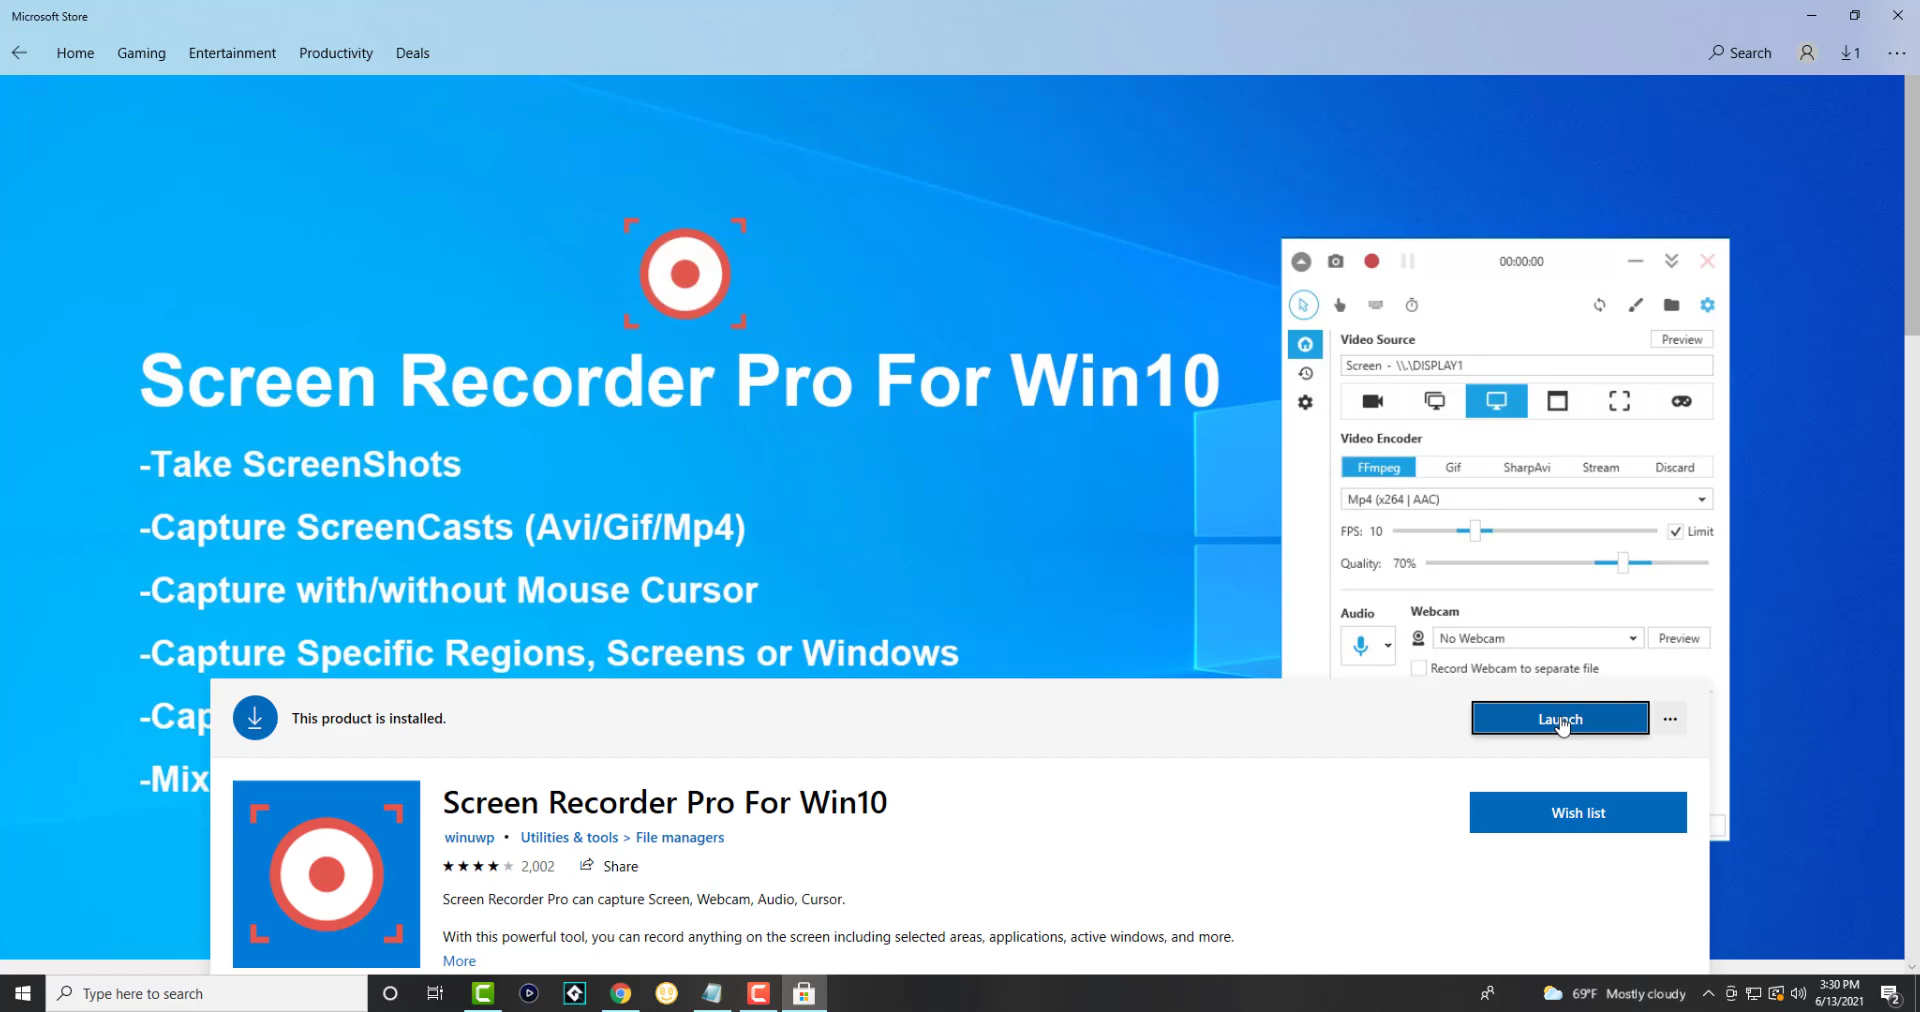 Microsoft Store
Home Gaming Entertainment Productivity Deals
Search 1
Screen Recorder Pro For Win10
-Take ScreenShots
-Capture ScreenCasts (Avi/Gif/Mp4)
-Capture with/without Mouse Cursor
-Capture Specific Regions, Screens or Windows
-Cap
-Mix
00:00:00
Video Source Preview
Screen - \\.\DISPLAY1
Video Encoder
FFmpeg Gif SharpAvi Stream Discard
Mp4 (x264 | AAC)
FPS: 10 Limit
Quality: 70%
Audio Webcam
No Webcam Preview
Record Webcam to separate file
This product is installed.
Launch
Screen Recorder Pro For Win10
Wish list
winuwp • Utilities & tools > File managers
2,002 Share
Screen Recorder Pro can capture Screen, Webcam, Audio, Cursor.
With this powerful tool, you can record anything on the screen including selected areas, applications, active windows, and more.
More
Type here to search
69°F Mostly cloudy
3:30 PM
6/13/2021
2